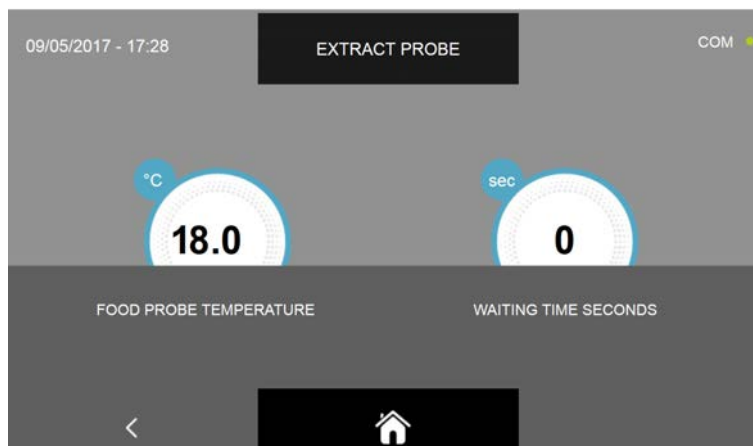 09/05/2017 - 17:28
EXTRACT PROBE
COM
°C
sec
18.0
0
FOOD PROBE TEMPERATURE
WAITING TIME SECONDS